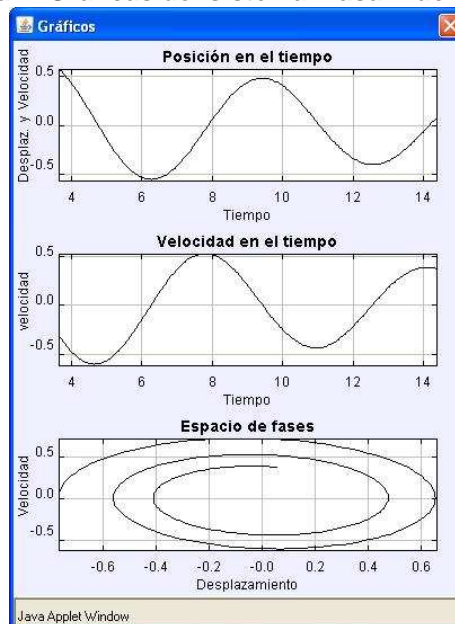 Gráficos
Posición en el tiempo
Desplaz. y Velocidad
0.5
0.0
-0.5
4 6 8 10 12 14
Tiempo
Velocidad en el tiempo
velocidad
0.5
0.0
-0.5
4 6 8 10 12 14
Tiempo
Espacio de fases
Velocidad
0.5
0.0
-0.5
-0.6 -0.4 -0.2 -0.0 0.2 0.4 0.6
Desplazamiento
Java Applet Window